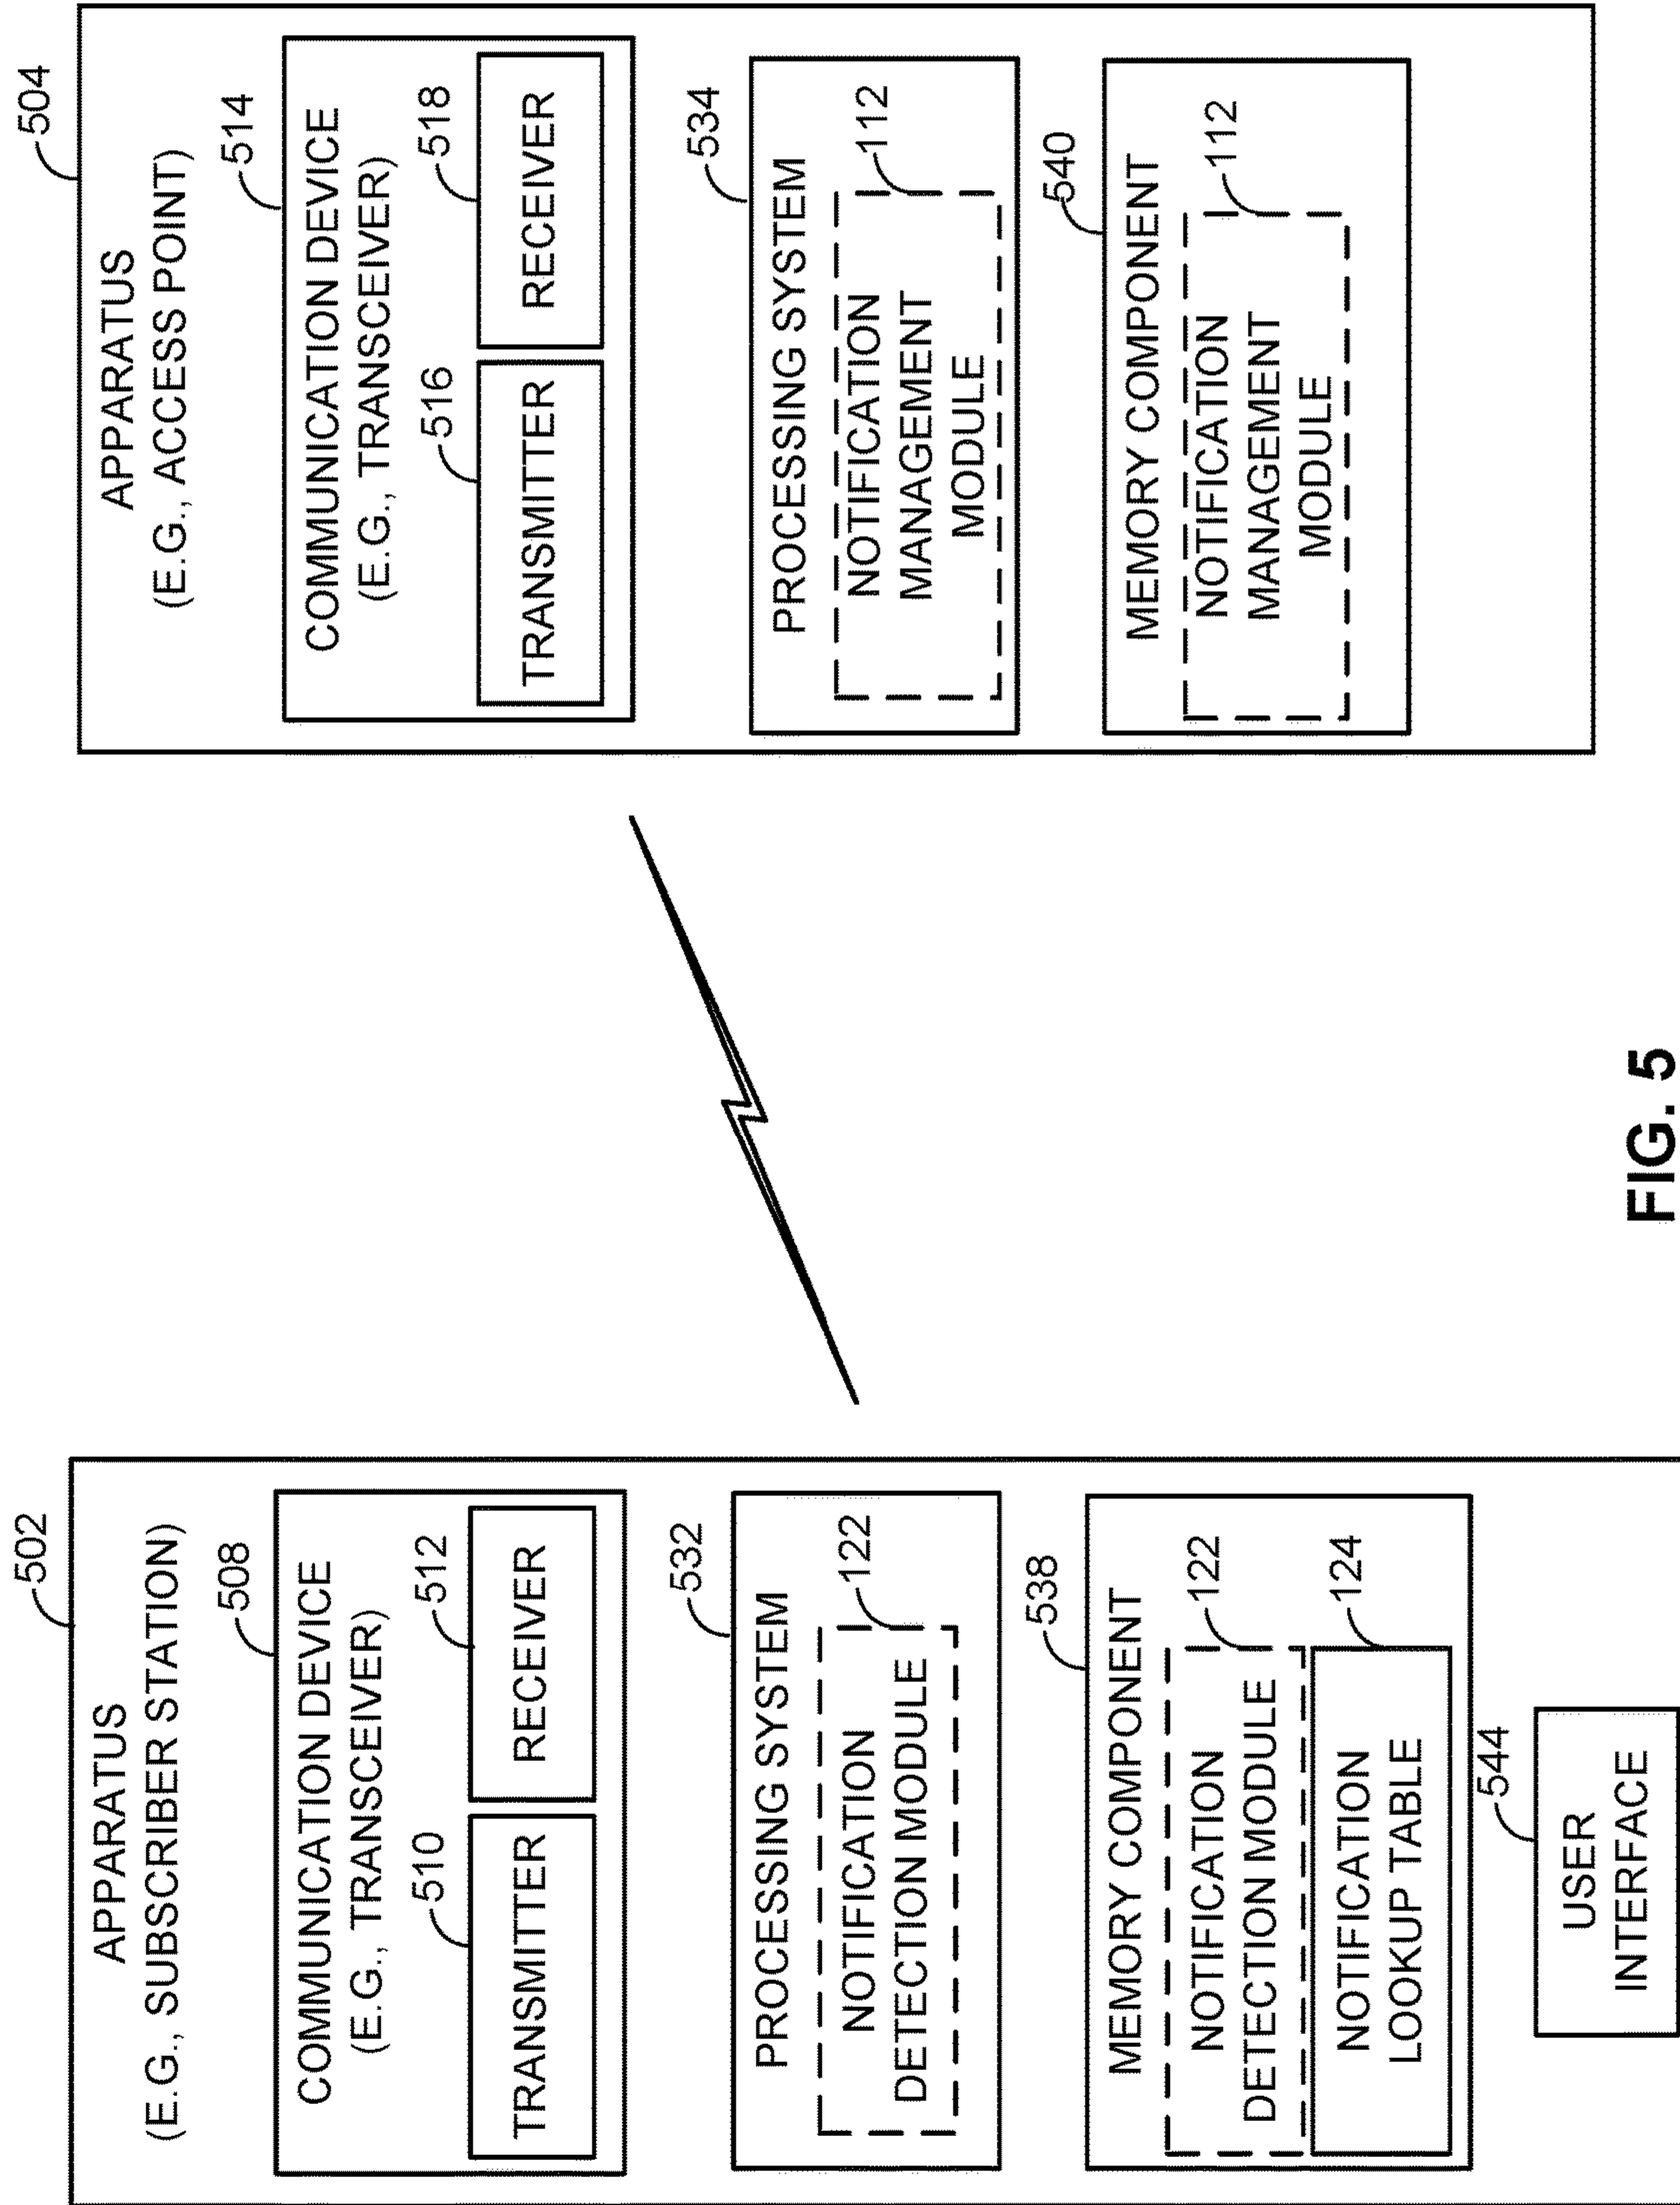 502
APPARATUS
(E.G., SUBSCRIBER STATION)
508
COMMUNICATION DEVICE
(E.G., TRANSCEIVER)
510
512
TRANSMITTER
RECEIVER
532
PROCESSING SYSTEM
122
NOTIFICATION
DETECTION MODULE
538
MEMORY COMPONENT
122
NOTIFICATION
DETECTION MODULE
124
NOTIFICATION
LOOKUP TABLE
544
USER
INTERFACE
504
APPARATUS
(E.G., ACCESS POINT)
514
COMMUNICATION DEVICE
(E.G., TRANSCEIVER)
516
518
TRANSMITTER
RECEIVER
534
PROCESSING SYSTEM
112
NOTIFICATION
MANAGEMENT
MODULE
540
MEMORY COMPONENT
112
NOTIFICATION
MANAGEMENT
MODULE
FIG. 5